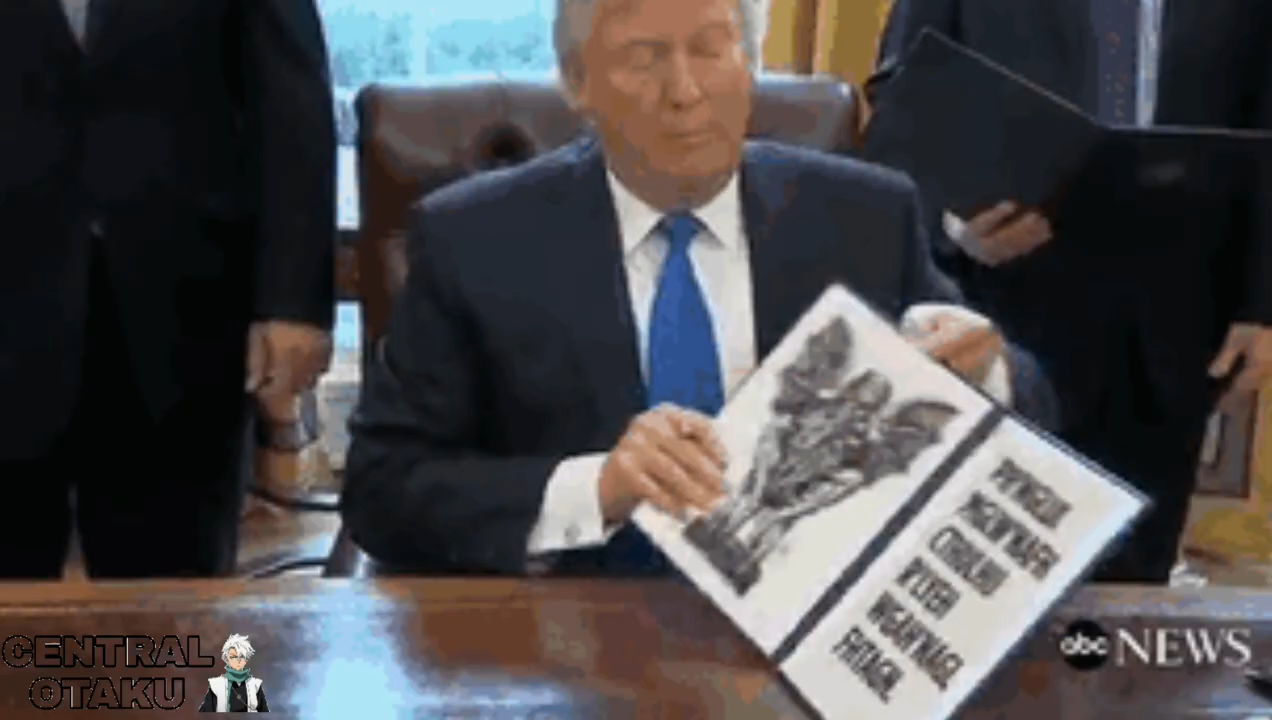 PH'NGLUI
MGLW'NAFH
CTHULHU
R'LYEH
WGAH'NAGL
FHTAGN
CENTRAL
OTAKU
abc NEWS